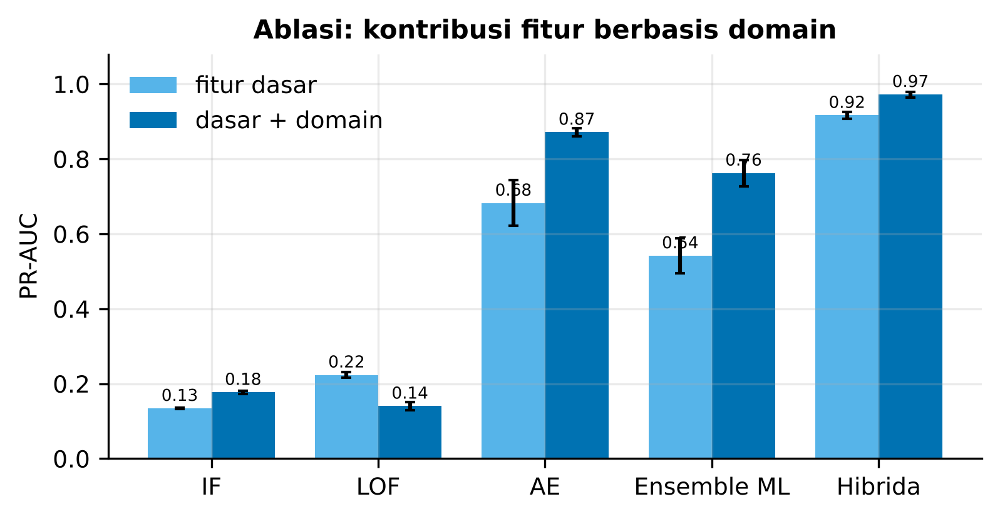 Ablasi: kontribusi fitur berbasis domain
fitur dasar
dasar + domain
PR-AUC
1.0
0.8
0.6
0.4
0.2
0.0
0.13
0.18
0.22
0.14
0.68
0.87
0.54
0.76
0.92
0.97
IF
LOF
AE
Ensemble ML
Hibrida